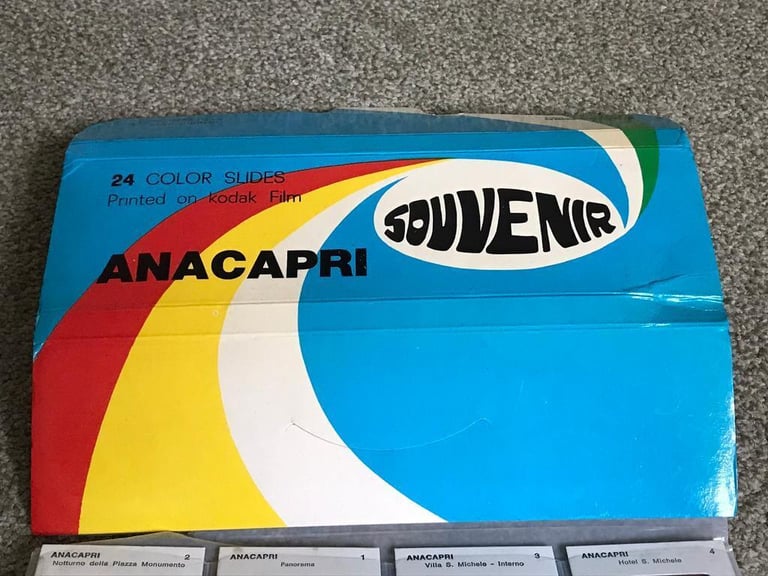 24 COLOR SLIDES
Printed on kodak Film
SOUVENIR
ANACAPRI
ANACAPRI 2
Notturno della Piazza Monumento
ANACAPRI 1
Panorama
ANACAPRI 3
Villa S. Michele - Interno
ANACAPRI 4
Hotel S. Michele